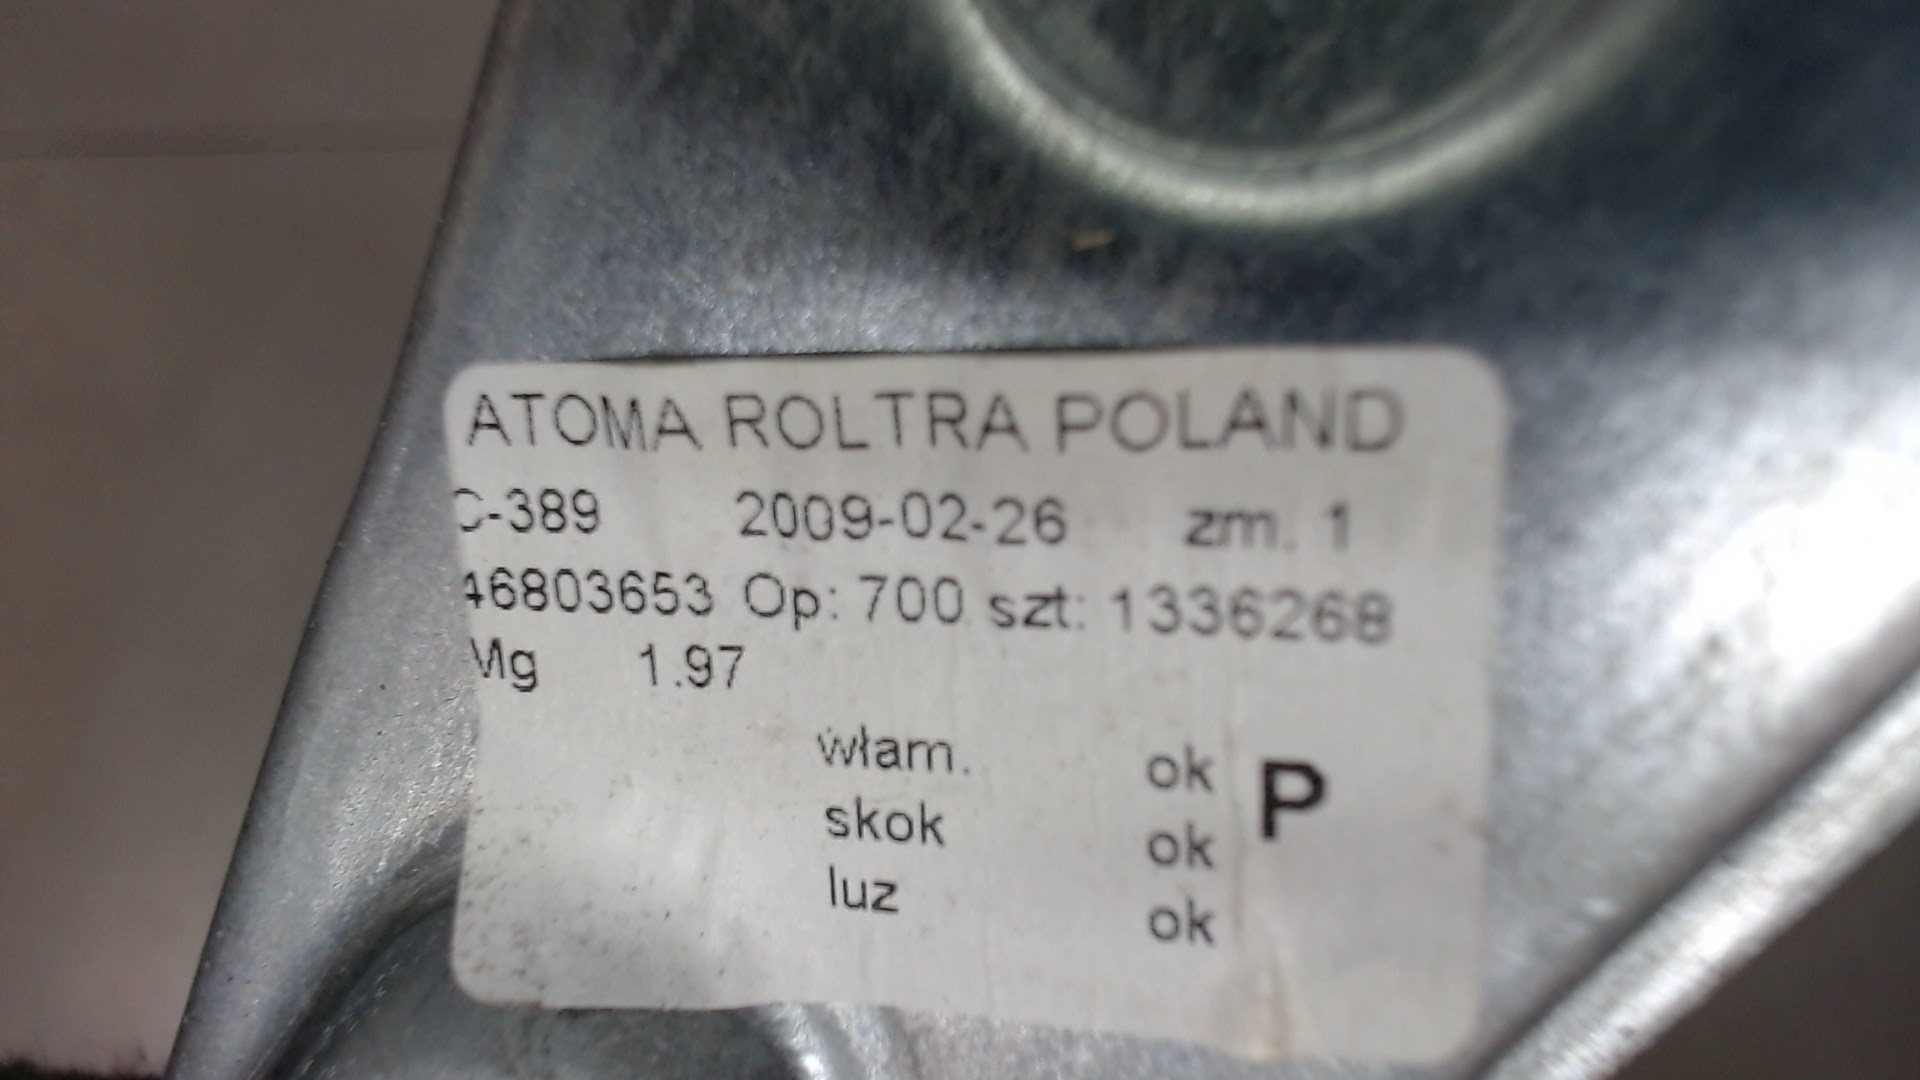 ATOMA ROLTRA POLAND
C-389 2009-02-26 zm. 1
46803653 Op: 700 szt: 1336268
Mg 1.97
włam. ok P
skok ok
luz ok